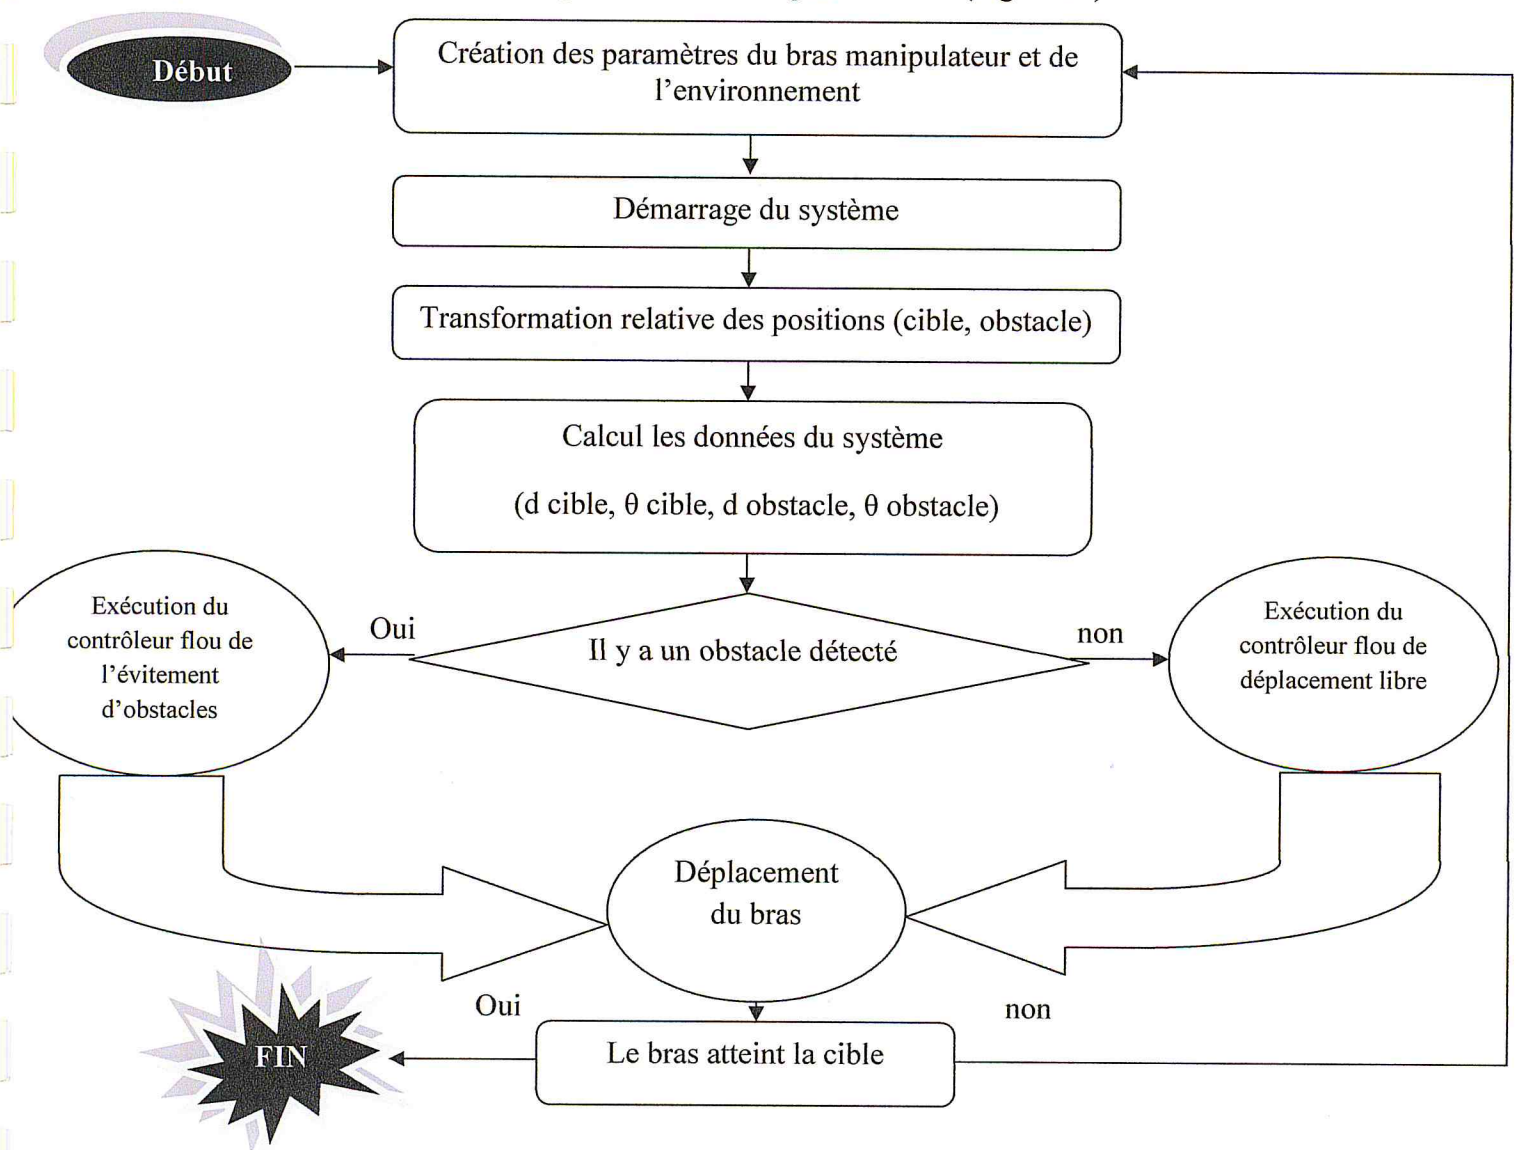 Début
Création des paramètres du bras manipulateur et de
l'environnement
Démarrage du système
Transformation relative des positions (cible, obstacle)
Calcul les données du système
(d cible, θ cible, d obstacle, θ obstacle)
Exécution du
contrôleur flou de
l'évitement
d'obstacles
Oui
Il y a un obstacle détecté
non
Exécution du
contrôleur flou de
déplacement libre
Déplacement
du bras
Oui
non
FIN
Le bras atteint la cible